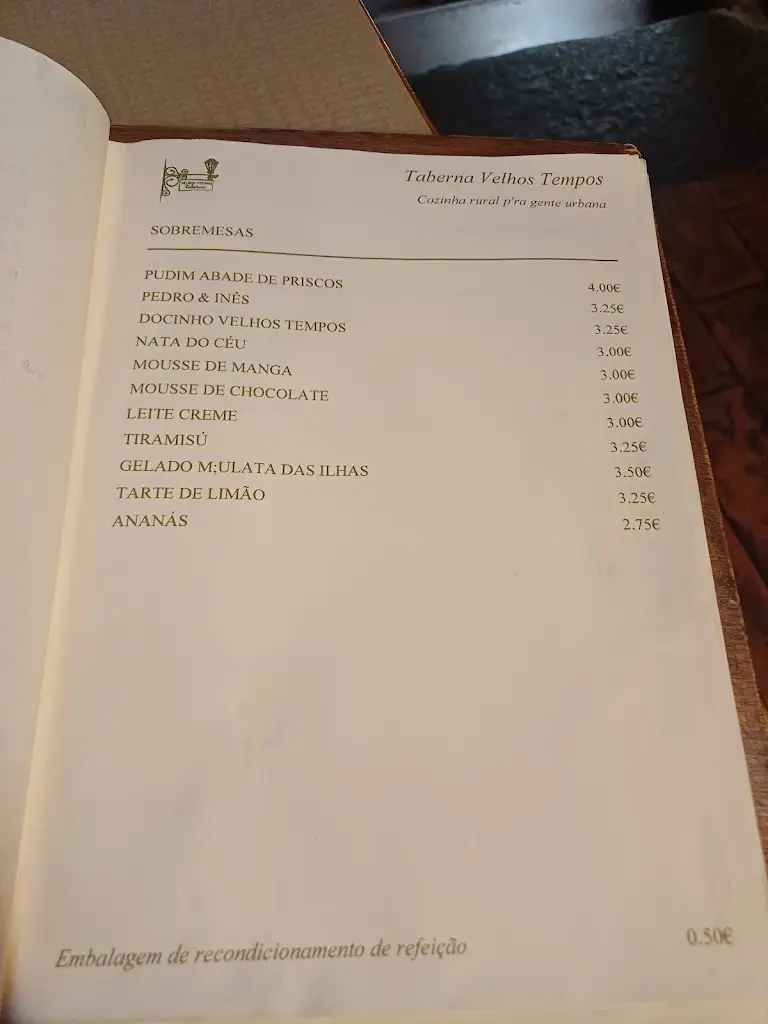 Taberna Velhos Tempos
Cozinha rural p'ra gente urbana
SOBREMESAS
PUDIM ABADE DE PRISCOS 4.00€
PEDRO & INÊS 3.25€
DOCINHO VELHOS TEMPOS 3.25€
NATA DO CÉU 3.00€
MOUSSE DE MANGA 3.00€
MOUSSE DE CHOCOLATE 3.00€
LEITE CREME 3.00€
TIRAMISÚ 3.25€
GELADO M;ULATA DAS ILHAS 3.50€
TARTE DE LIMÃO 3.25€
ANANÁS 2.75€
Embalagem de recondicionamento de refeição 0.50€